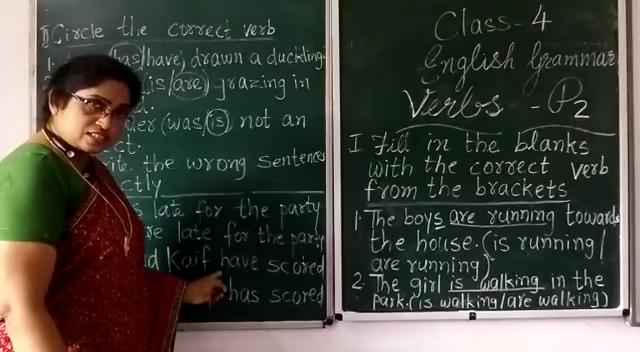 I) Circle the correct verb
1. (has/have) drawn a duckling.
(is/are) grazing in
(was/is) not an
the wrong sentences
late for the party
late for the party
Kaif have scored
has scored
Class-4
English Grammar
Verbs - P2
I Fill in the blanks
with the correct verb
from the brackets
1. The boys are running towards
the house. (is running/
are running)
2. The girl is walking in the
park. (is walking/are walking)